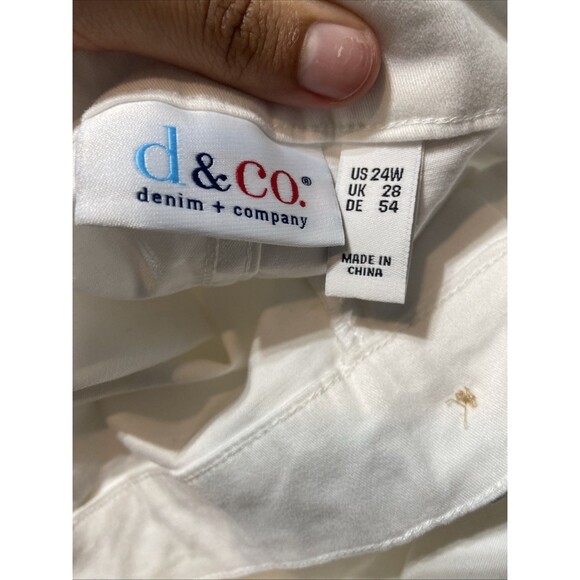 d&co.®
denim + company
US 24W
UK 28
DE 54
MADE IN
CHINA